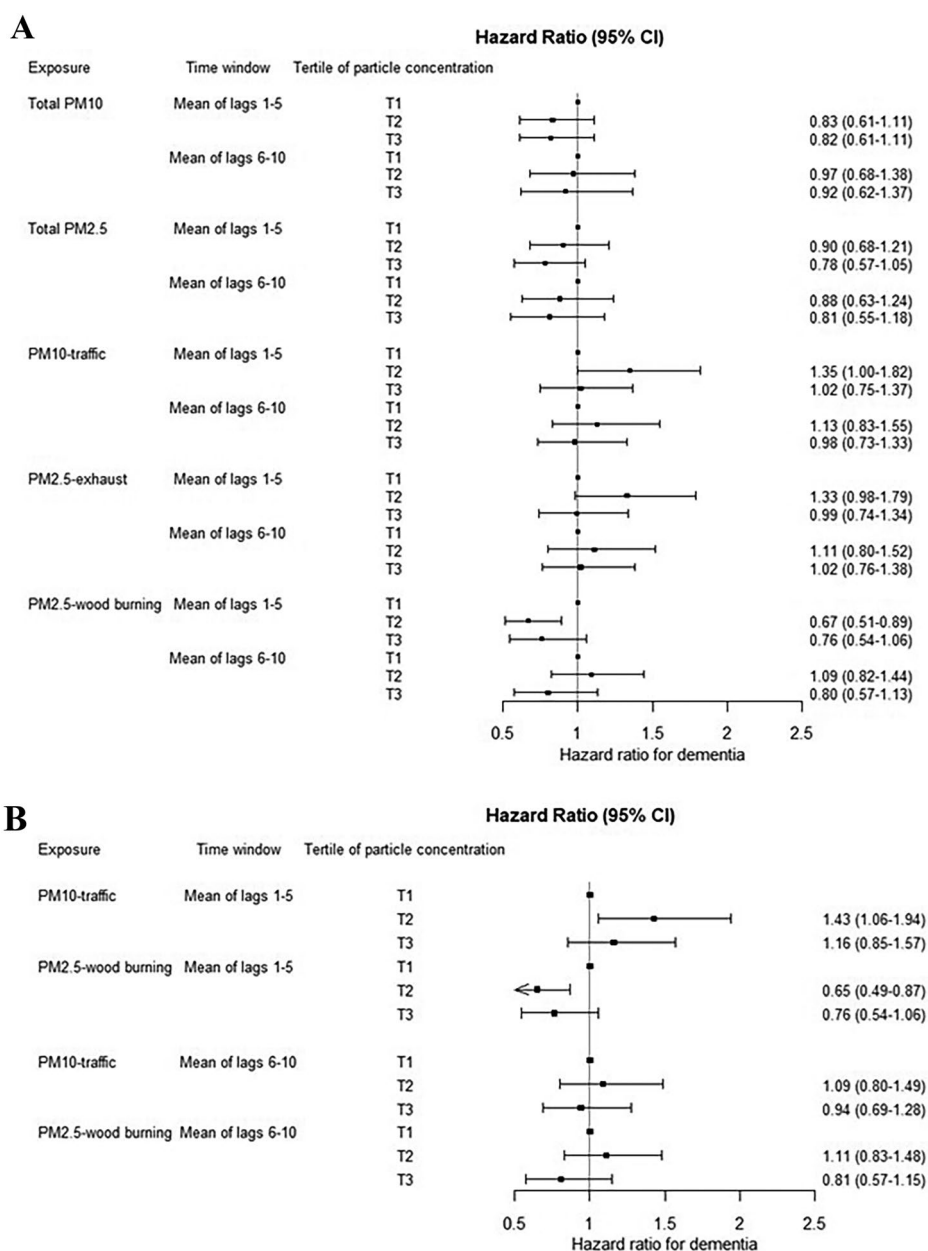 A
Hazard Ratio (95% CI)
Exposure Time window Tertile of particle concentration
Total PM10 Mean of lags 1-5 T1
T2 0.83 (0.61-1.11)
T3 0.82 (0.61-1.11)
Mean of lags 6-10 T1
T2 0.97 (0.68-1.38)
T3 0.92 (0.62-1.37)
Total PM2.5 Mean of lags 1-5 T1
T2 0.90 (0.68-1.21)
T3 0.78 (0.57-1.05)
Mean of lags 6-10 T1
T2 0.88 (0.63-1.24)
T3 0.81 (0.55-1.18)
PM10-traffic Mean of lags 1-5 T1
T2 1.35 (1.00-1.82)
T3 1.02 (0.75-1.37)
Mean of lags 6-10 T1
T2 1.13 (0.83-1.55)
T3 0.98 (0.73-1.33)
PM2.5-exhaust Mean of lags 1-5 T1
T2 1.33 (0.98-1.79)
T3 0.99 (0.74-1.34)
Mean of lags 6-10 T1
T2 1.11 (0.80-1.52)
T3 1.02 (0.76-1.38)
PM2.5-wood burning Mean of lags 1-5 T1
T2 0.67 (0.51-0.89)
T3 0.76 (0.54-1.06)
Mean of lags 6-10 T1
T2 1.09 (0.82-1.44)
T3 0.80 (0.57-1.13)
0.5 1 1.5 2 2.5
Hazard ratio for dementia
B
Hazard Ratio (95% CI)
Exposure Time window Tertile of particle concentration
PM10-traffic Mean of lags 1-5 T1
T2 1.43 (1.06-1.94)
T3 1.16 (0.85-1.57)
PM2.5-wood burning Mean of lags 1-5 T1
T2 0.65 (0.49-0.87)
T3 0.76 (0.54-1.06)
PM10-traffic Mean of lags 6-10 T1
T2 1.09 (0.80-1.49)
T3 0.94 (0.69-1.28)
PM2.5-wood burning Mean of lags 6-10 T1
T2 1.11 (0.83-1.48)
T3 0.81 (0.57-1.15)
0.5 1 1.5 2 2.5
Hazard ratio for dementia